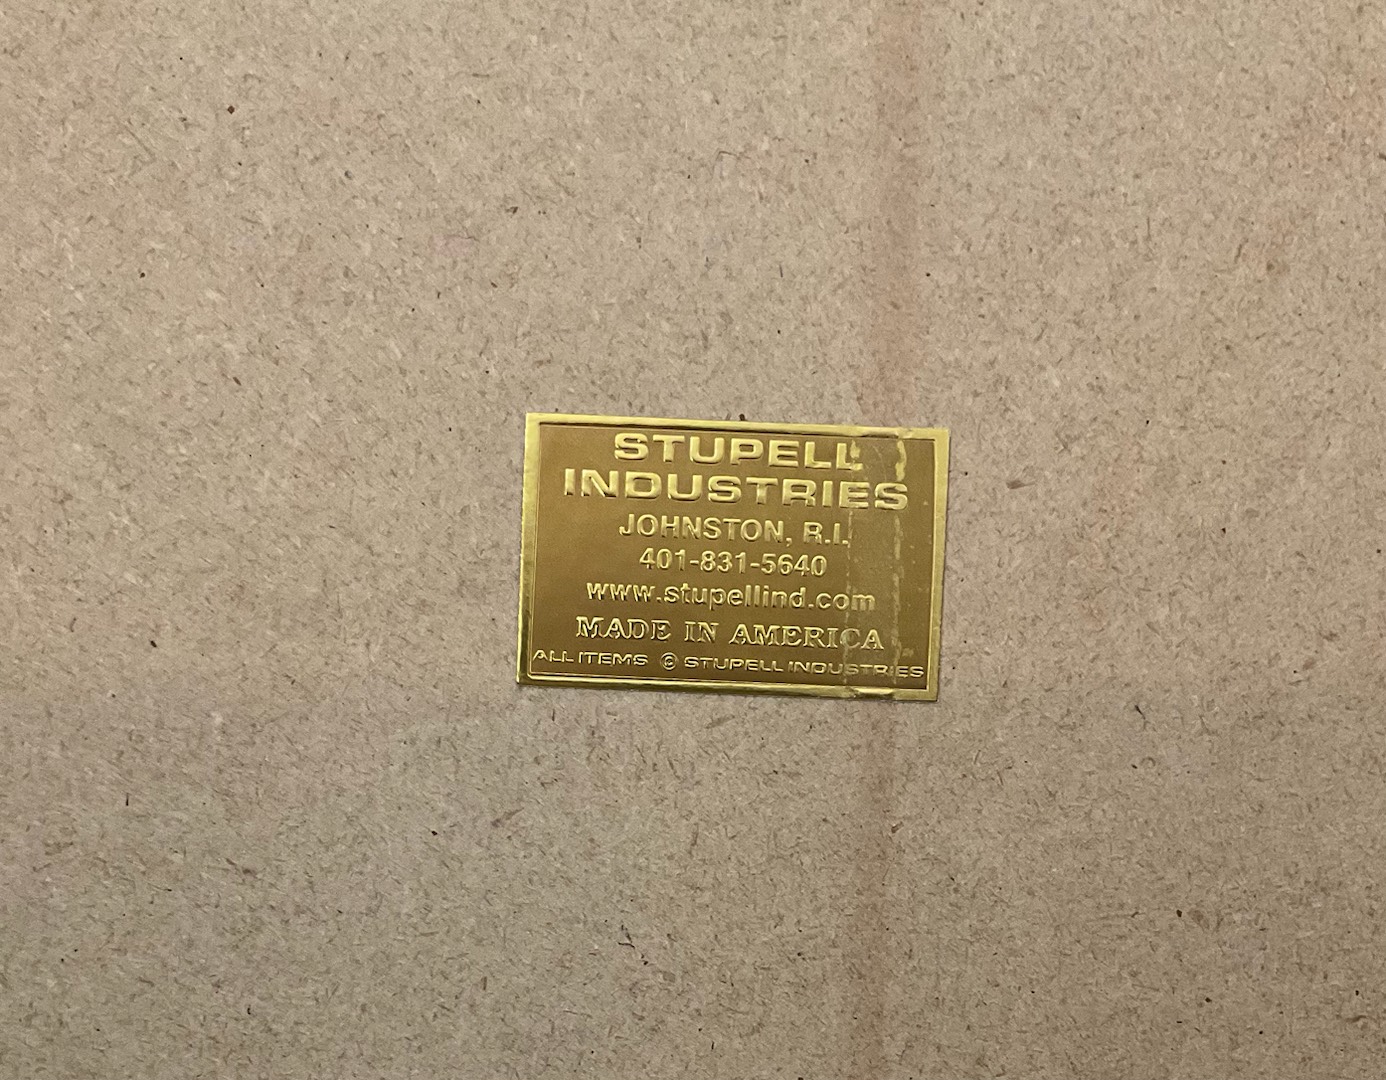 STUPELL
INDUSTRIES
JOHNSTON, R.I.
401-831-5640
www.stupellind.com
MADE IN AMERICA
ALL ITEMS © STUPELL INDUSTRIES